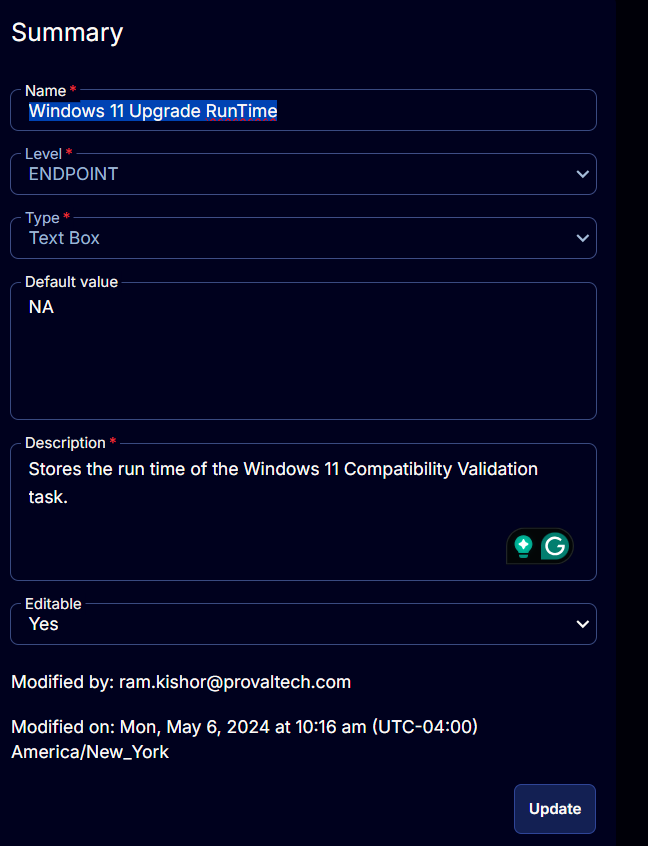 Summary
Name *
Windows 11 Upgrade RunTime
Level *
ENDPOINT
Type *
Text Box
Default value
NA
Description *
Stores the run time of the Windows 11 Compatibility Validation
task.
Editable
Yes
Modified by: ram.kishor@provaltech.com
Modified on: Mon, May 6, 2024 at 10:16 am (UTC-04:00)
America/New_York
Update